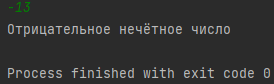 -13
Отрицательное нечётное число
Process finished with exit code 0